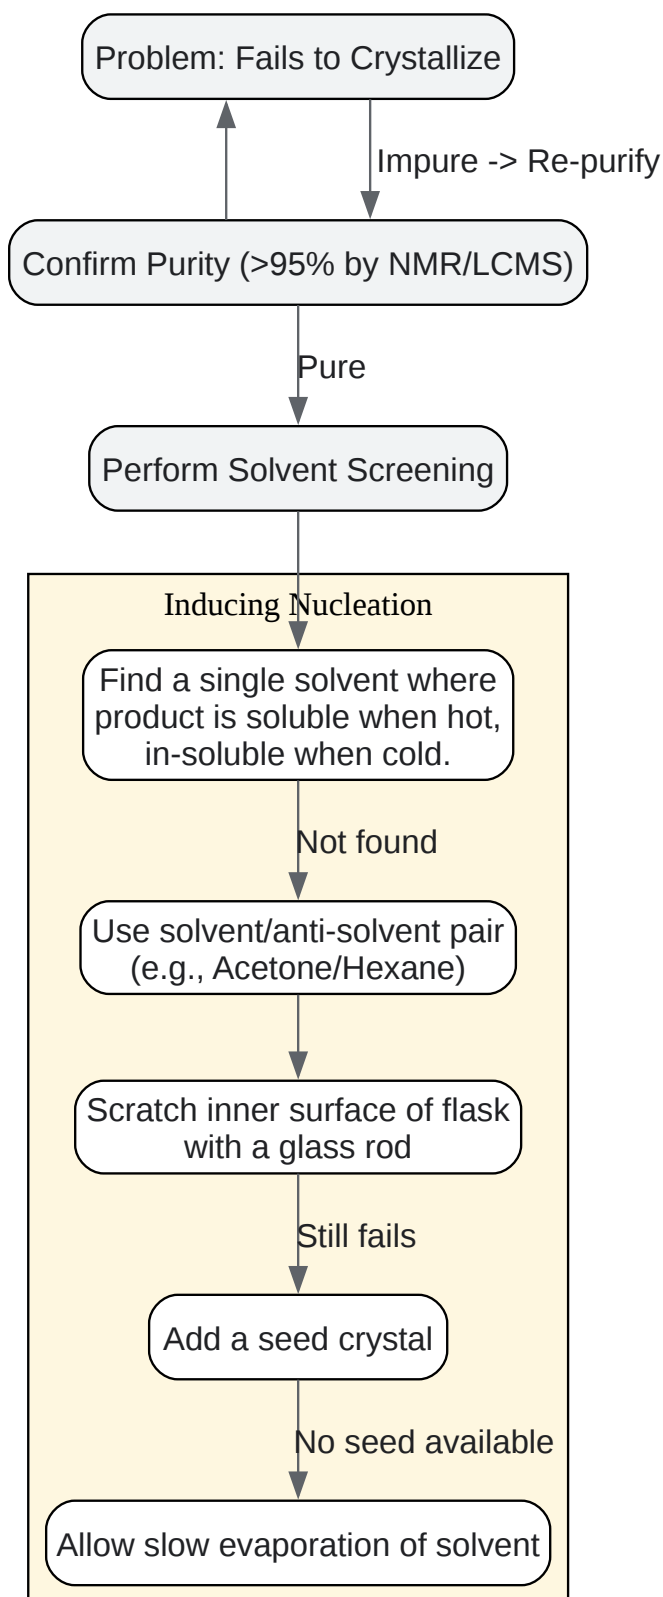 Problem: Fails to Crystallize
Impure -> Re-purify
Confirm Purity (>95% by NMR/LCMS)
Pure
Perform Solvent Screening
Inducing Nucleation
Find a single solvent where
product is soluble when hot,
in-soluble when cold.
Not found
Use solvent/anti-solvent pair
(e.g., Acetone/Hexane)
Scratch inner surface of flask
with a glass rod
Still fails
Add a seed crystal
No seed available
Allow slow evaporation of solvent